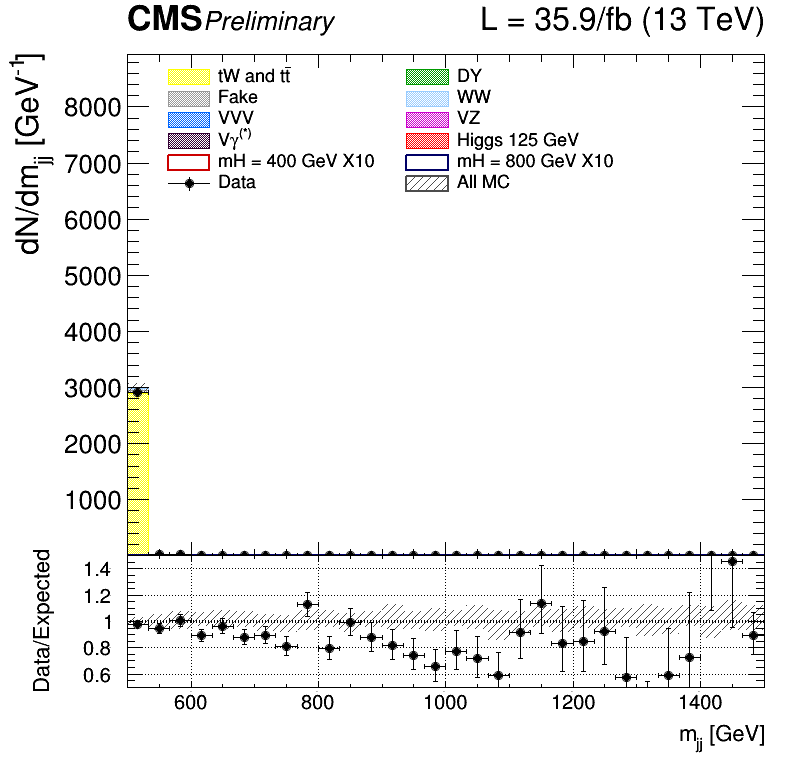 CMS Preliminary L = 35.9/fb (13 TeV)
dN/dm_jj [GeV^-1]
tW and tt̄ DY
Fake WW
VVV VZ
Vγ^(*) Higgs 125 GeV
mH = 400 GeV X10 mH = 800 GeV X10
Data All MC
8000
7000
6000
5000
4000
3000
2000
1000
Data/Expected
1.4
1.2
1
0.8
0.6
600 800 1000 1200 1400
m_jj [GeV]